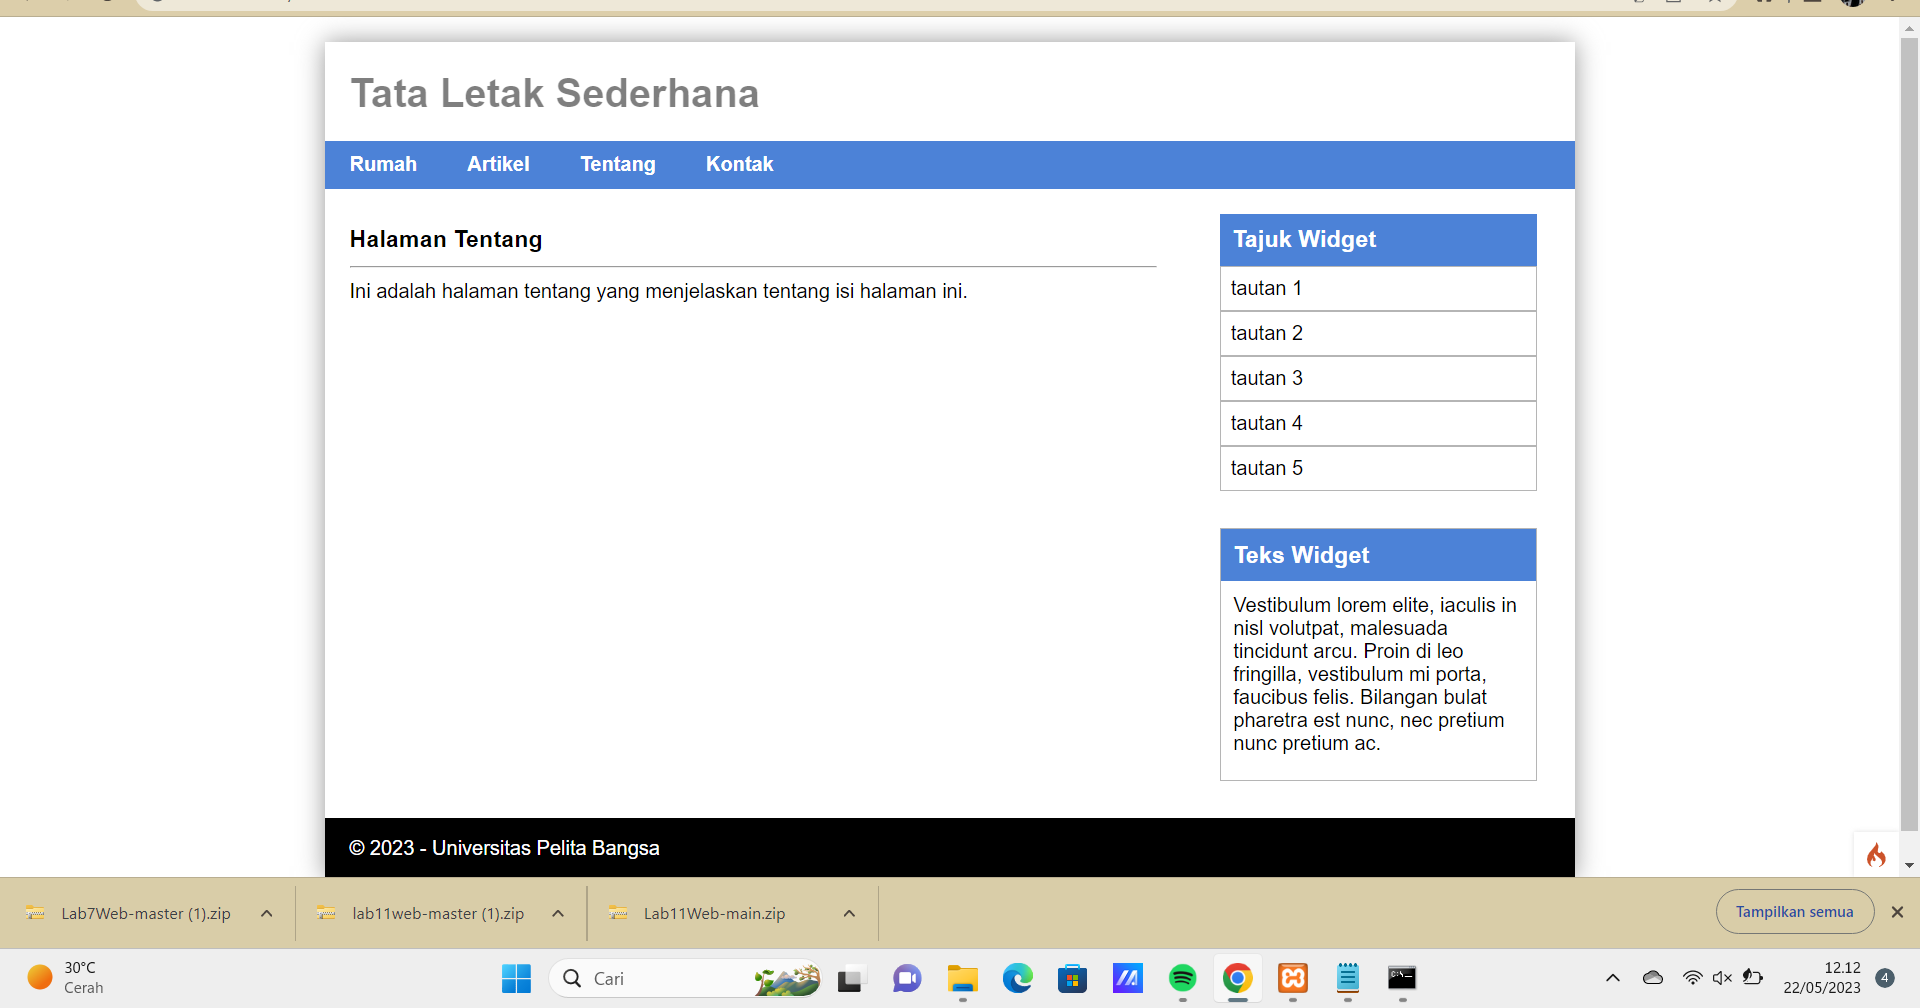 Tata Letak Sederhana
Rumah Artikel Tentang Kontak
Halaman Tentang
Ini adalah halaman tentang yang menjelaskan tentang isi halaman ini.
Tajuk Widget
tautan 1
tautan 2
tautan 3
tautan 4
tautan 5
Teks Widget
Vestibulum lorem elite, iaculis in
nisl volutpat, malesuada
tincidunt arcu. Proin di leo
fringilla, vestibulum mi porta,
faucibus felis. Bilangan bulat
pharetra est nunc, nec pretium
nunc pretium ac.
© 2023 - Universitas Pelita Bangsa
Lab7Web-master (1).zip
lab11web-master (1).zip
Lab11Web-main.zip
Tampilkan semua
30°C
Cerah
Cari
12.12
22/05/2023
4